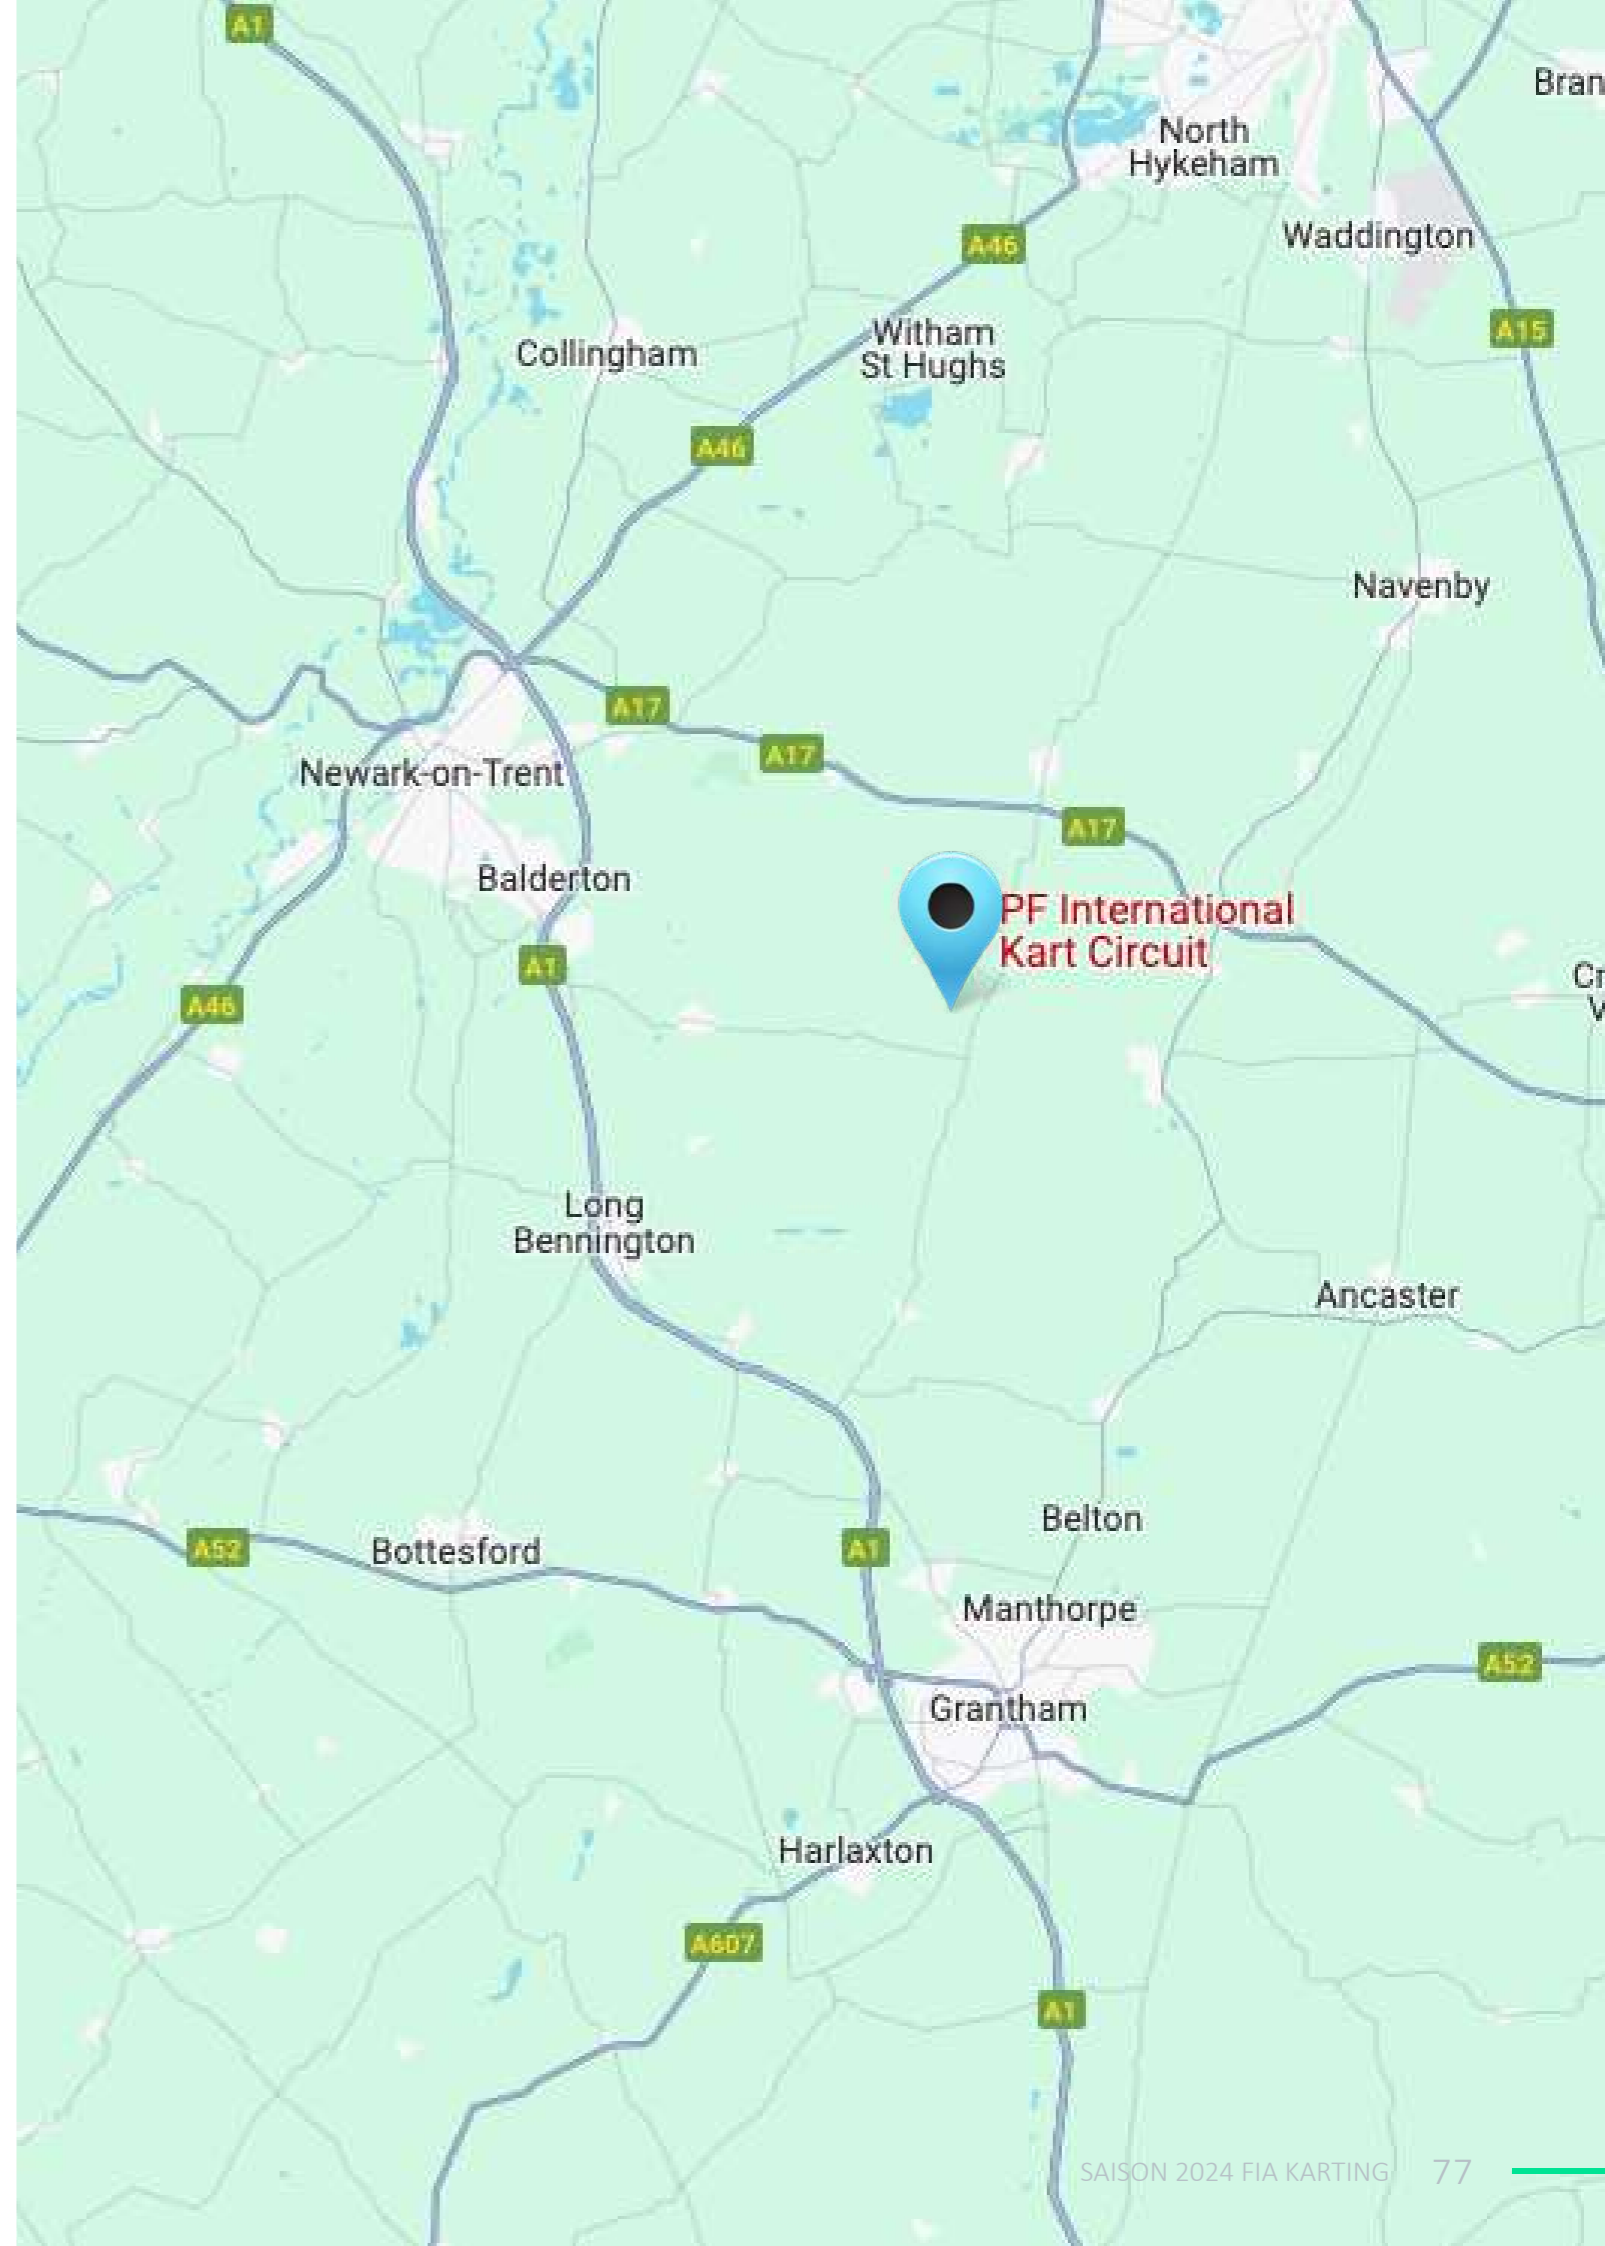 A1
Bran
North
Hykeham
Waddington
A46
A15
Witham
St Hughs
Collingham
A46
Navenby
A17
A17
Newark-on-Trent
A17
Balderton
PF International
Kart Circuit
A1
Cr
V
A46
Long
Bennington
Ancaster
Belton
A52
Bottesford
A1
Manthorpe
A52
Grantham
Harlaxton
A607
A1
SAISON 2024 FIA KARTING 77